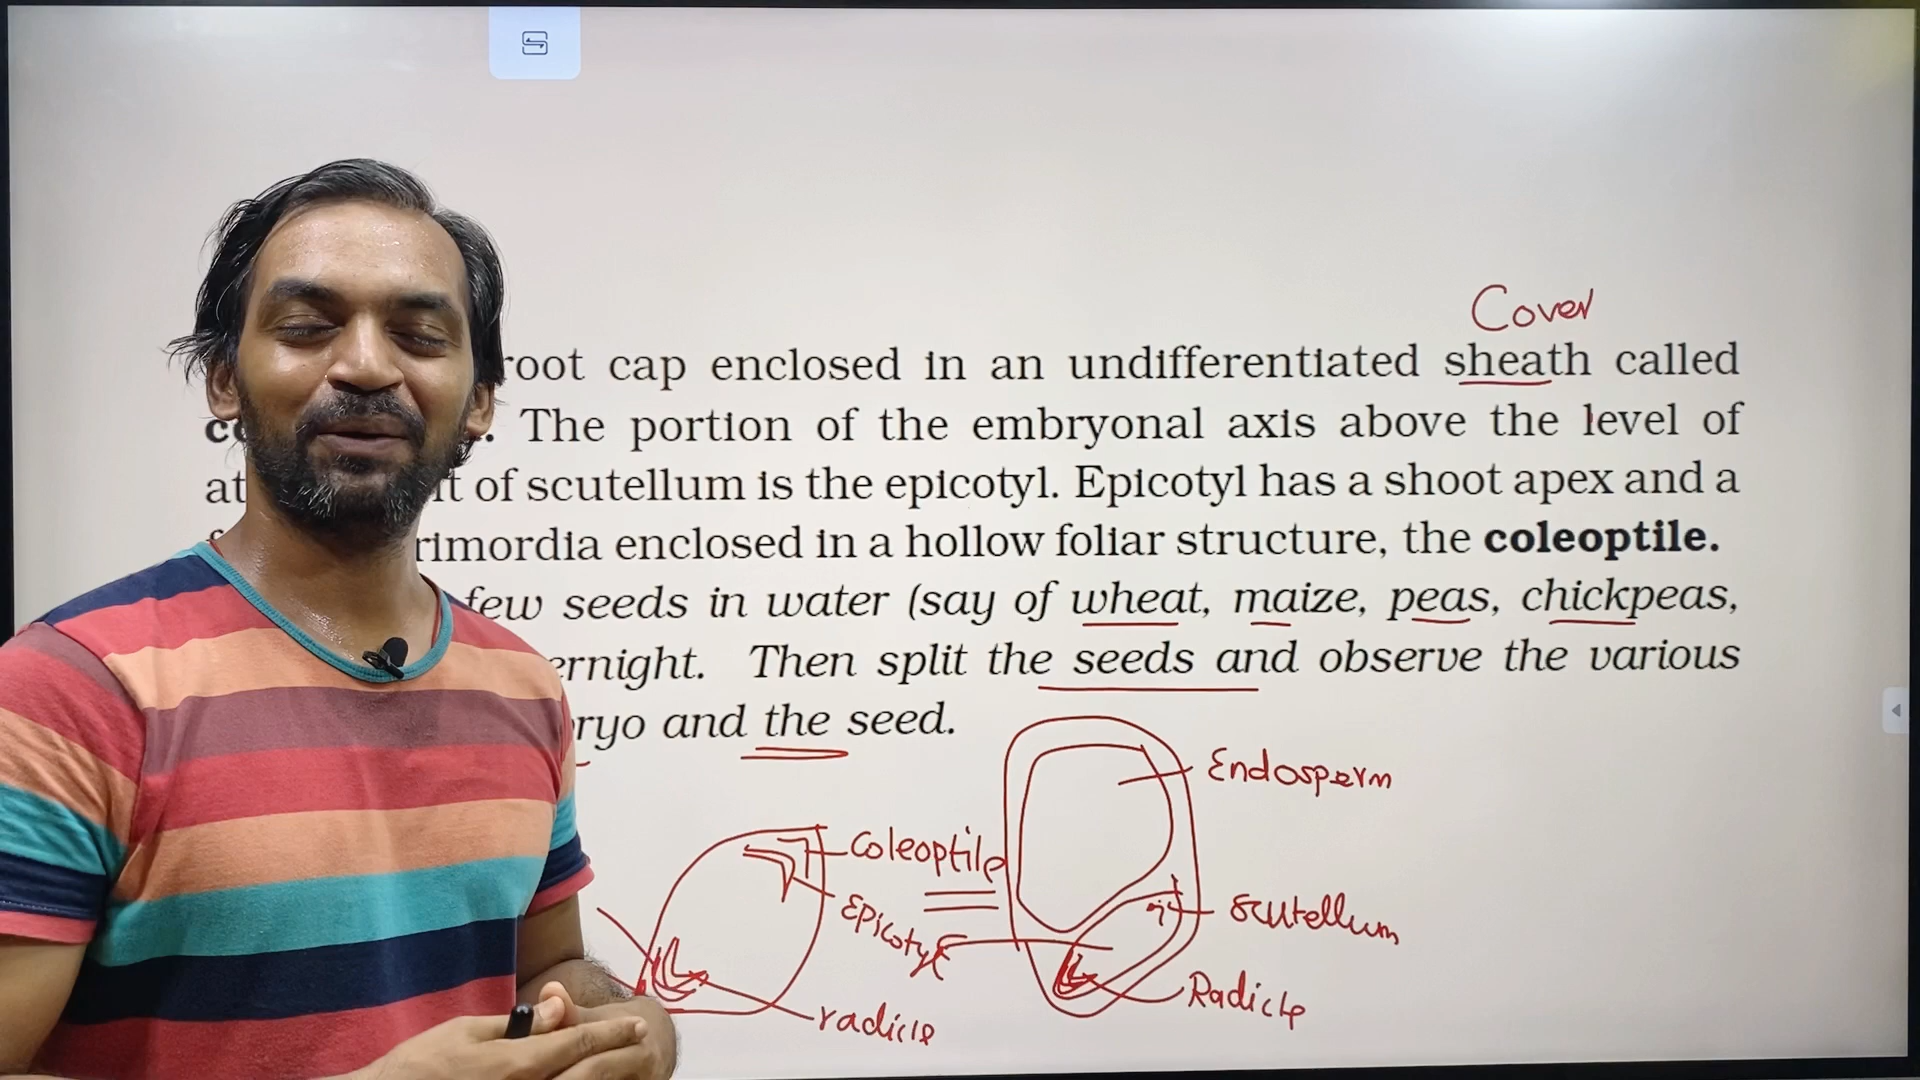 Cover
root cap enclosed in an undifferentiated sheath called
The portion of the embryonal axis above the level of
of scutellum is the epicotyl. Epicotyl has a shoot apex and a
enclosed in a hollow foliar structure, the coleoptile.
few seeds in water (say of wheat, maize, peas, chickpeas,
Then split the seeds and observe the various
and the seed.
Endosperm
Coleoptile
Epicotyl
Scutellum
Radicle
radicle